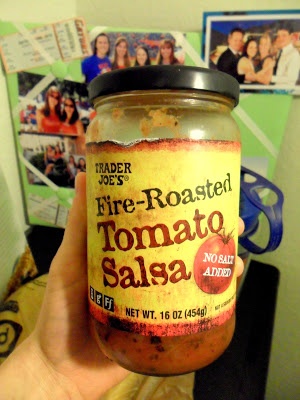 TRADER
JOE'S®
Fire-Roasted
Tomato
Salsa
NO SALT
ADDED
NET WT. 16 OZ (454g)